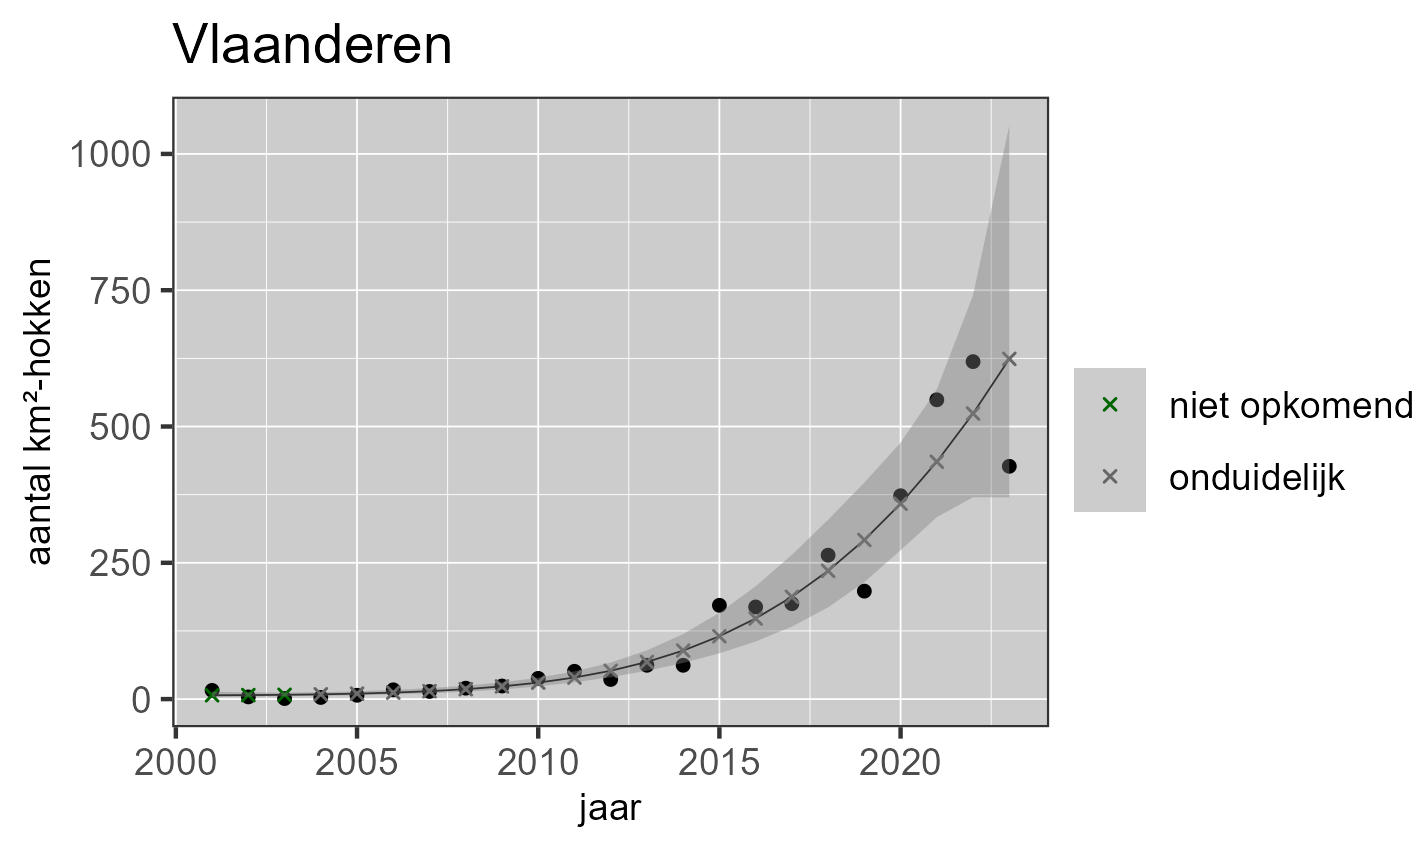 Vlaanderen
aantal km²-hokken
1000
750
500
250
0
2000 2005 2010 2015 2020
jaar
niet opkomend
onduidelijk